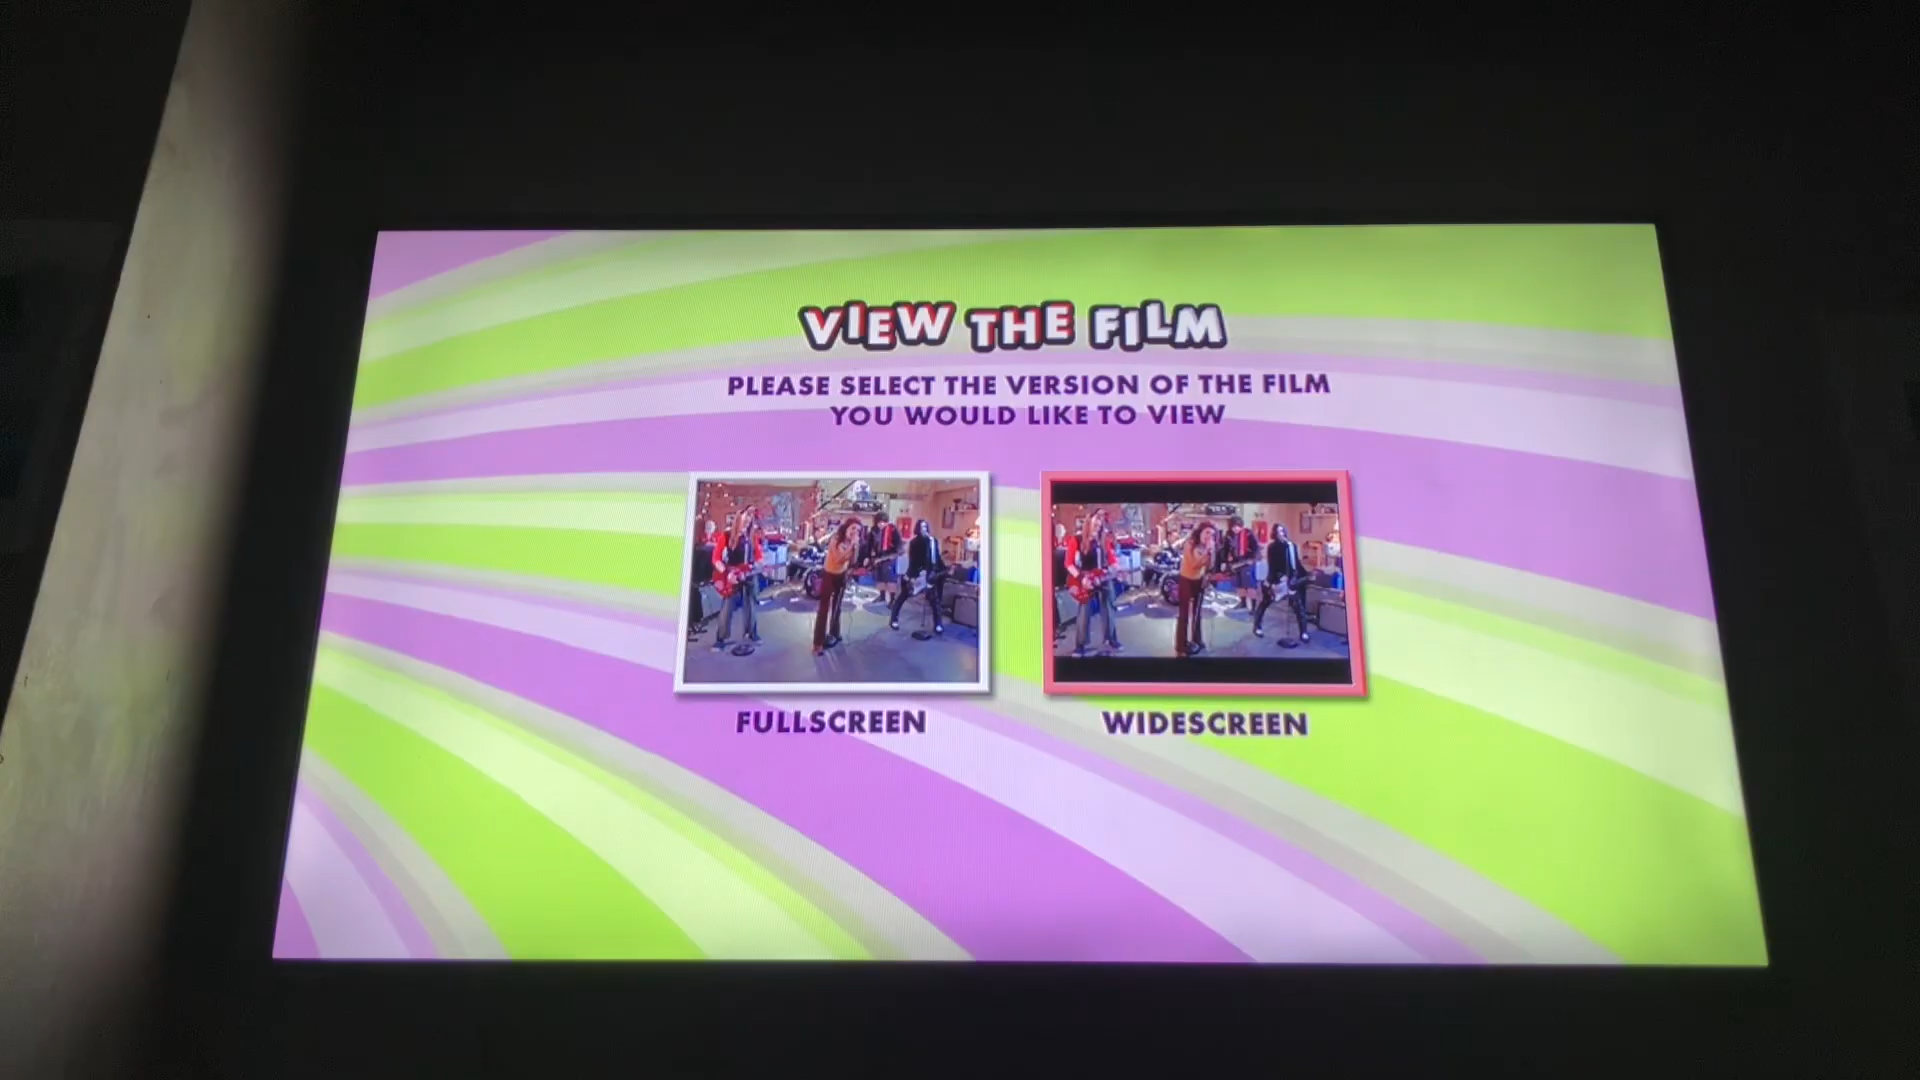 VIEW THE FILM
PLEASE SELECT THE VERSION OF THE FILM
YOU WOULD LIKE TO VIEW
FULLSCREEN
WIDESCREEN